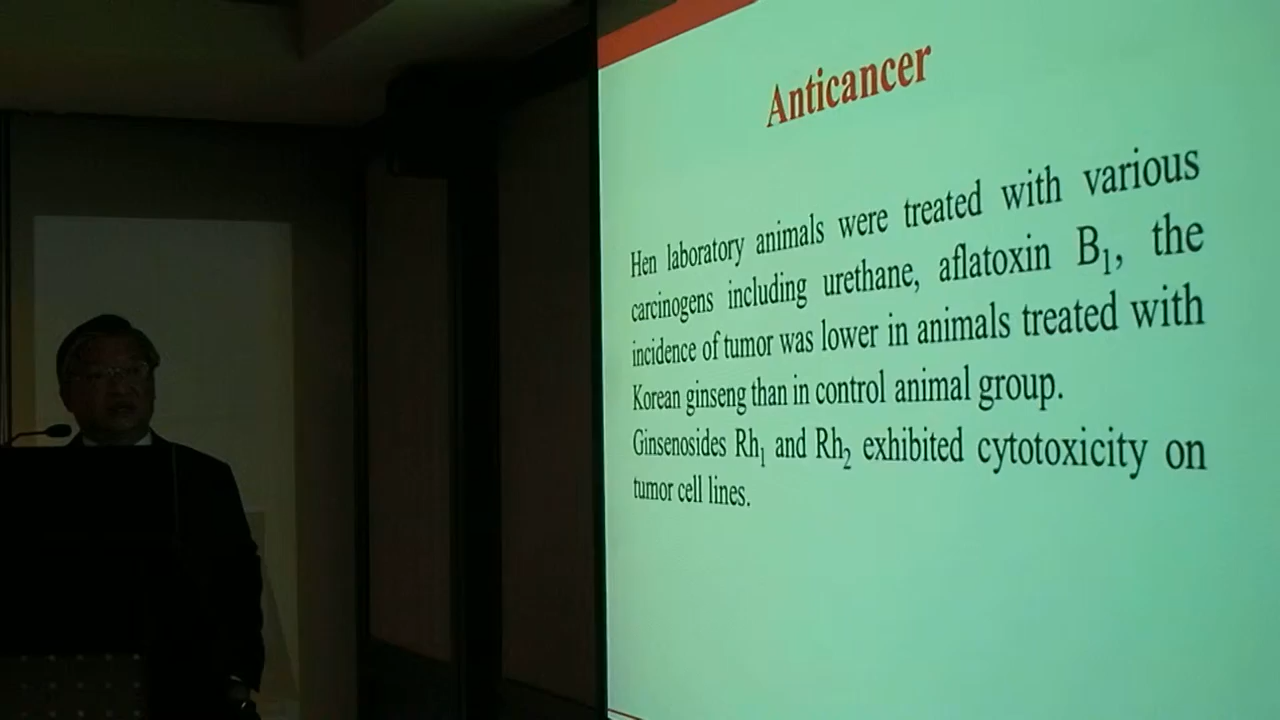 Anticancer
Hen laboratory animals were treated with various
carcinogens including urethane, aflatoxin B₁, the
incidence of tumor was lower in animals treated with
Korean ginseng than in control animal group.
Ginsenosides Rh₁ and Rh₂ exhibited cytotoxicity on
tumor cell lines.